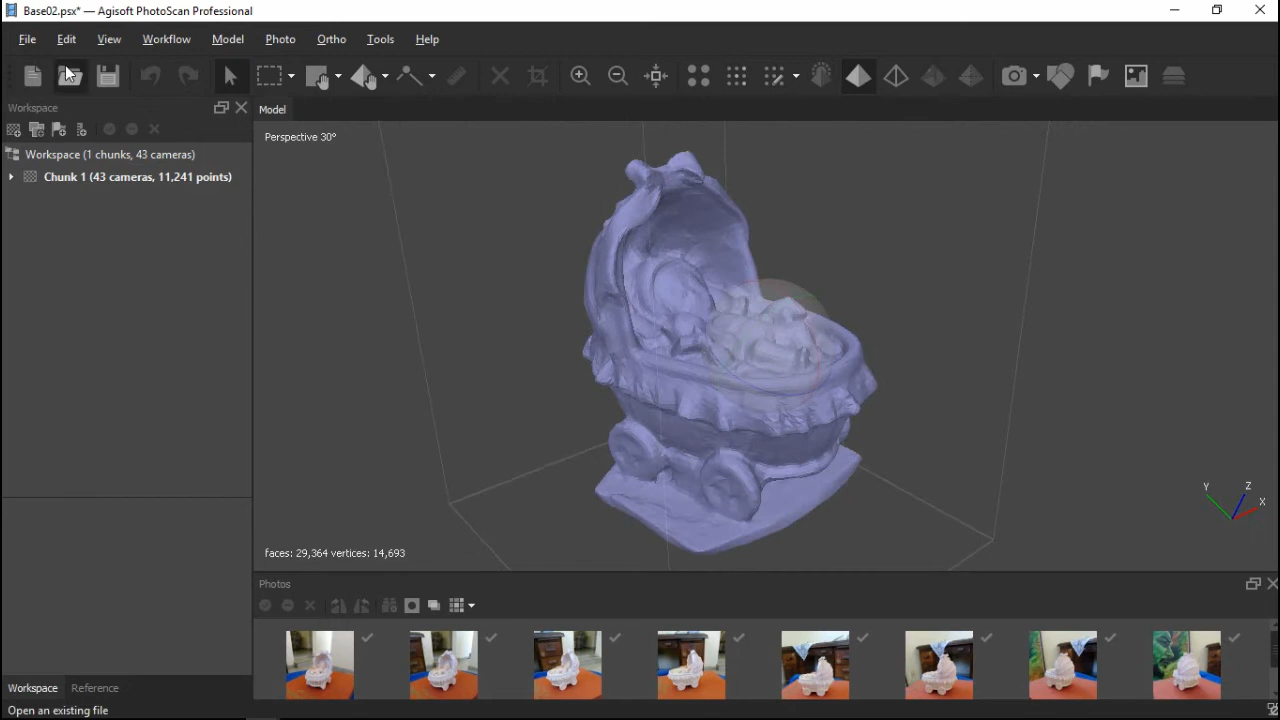 Base02.psx* — Agisoft PhotoScan Professional
File Edit View Workflow Model Photo Ortho Tools Help
Workspace
Model
Perspective 30°
Workspace (1 chunks, 43 cameras)
Chunk 1 (43 cameras, 11,241 points)
Y Z X
faces: 29,364 vertices: 14,693
Photos
Workspace Reference
Open an existing file